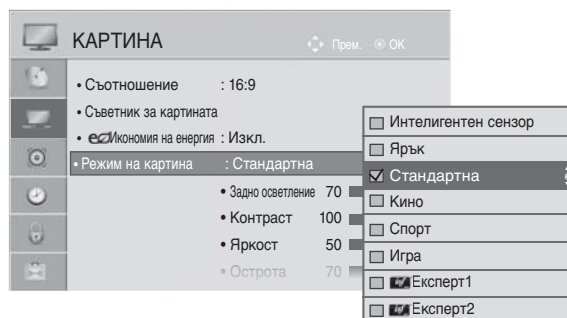 КАРТИНА
Прем. OK
• Съотношение : 16:9
• Съветник за картината
• eco Икономия на енергия : Изкл.
• Режим на картина : Стандартна
• Задно осветление 70
• Контраст 100
• Яркост 50
• Острота 70
Интелигентен сензор
Ярък
Стандартна
Кино
Спорт
Игра
Експерт1
Експерт2